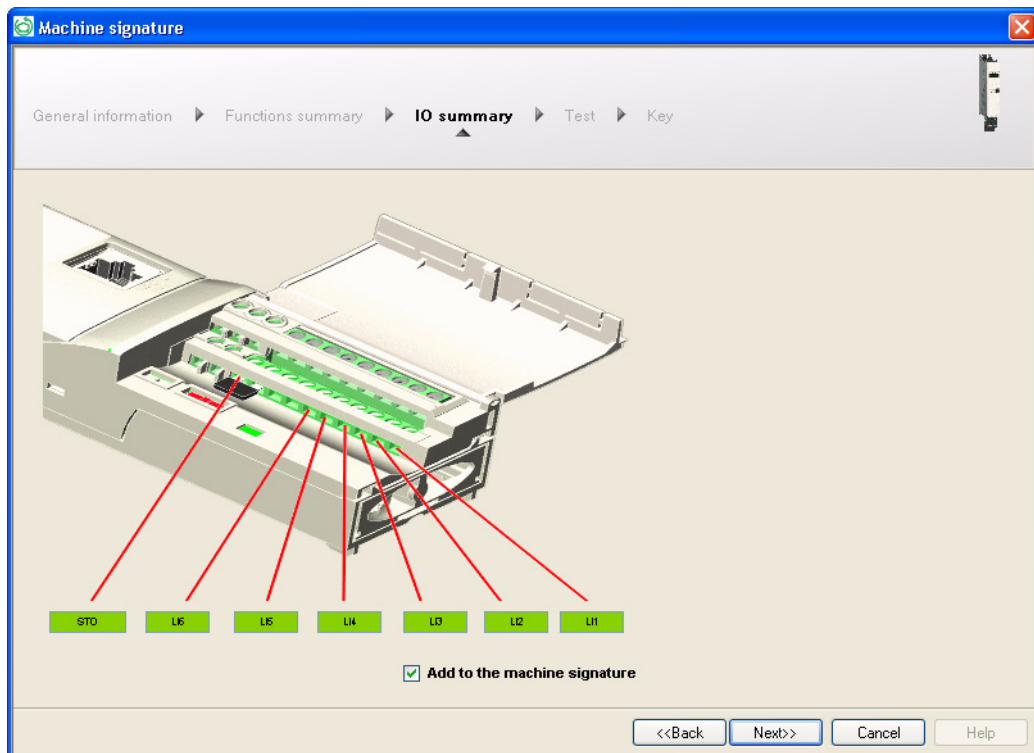 Machine signature
General information Functions summary IO summary Test Key
STO LI6 LI5 LI4 LI3 LI2 LI1
Add to the machine signature
<<Back Next>> Cancel Help